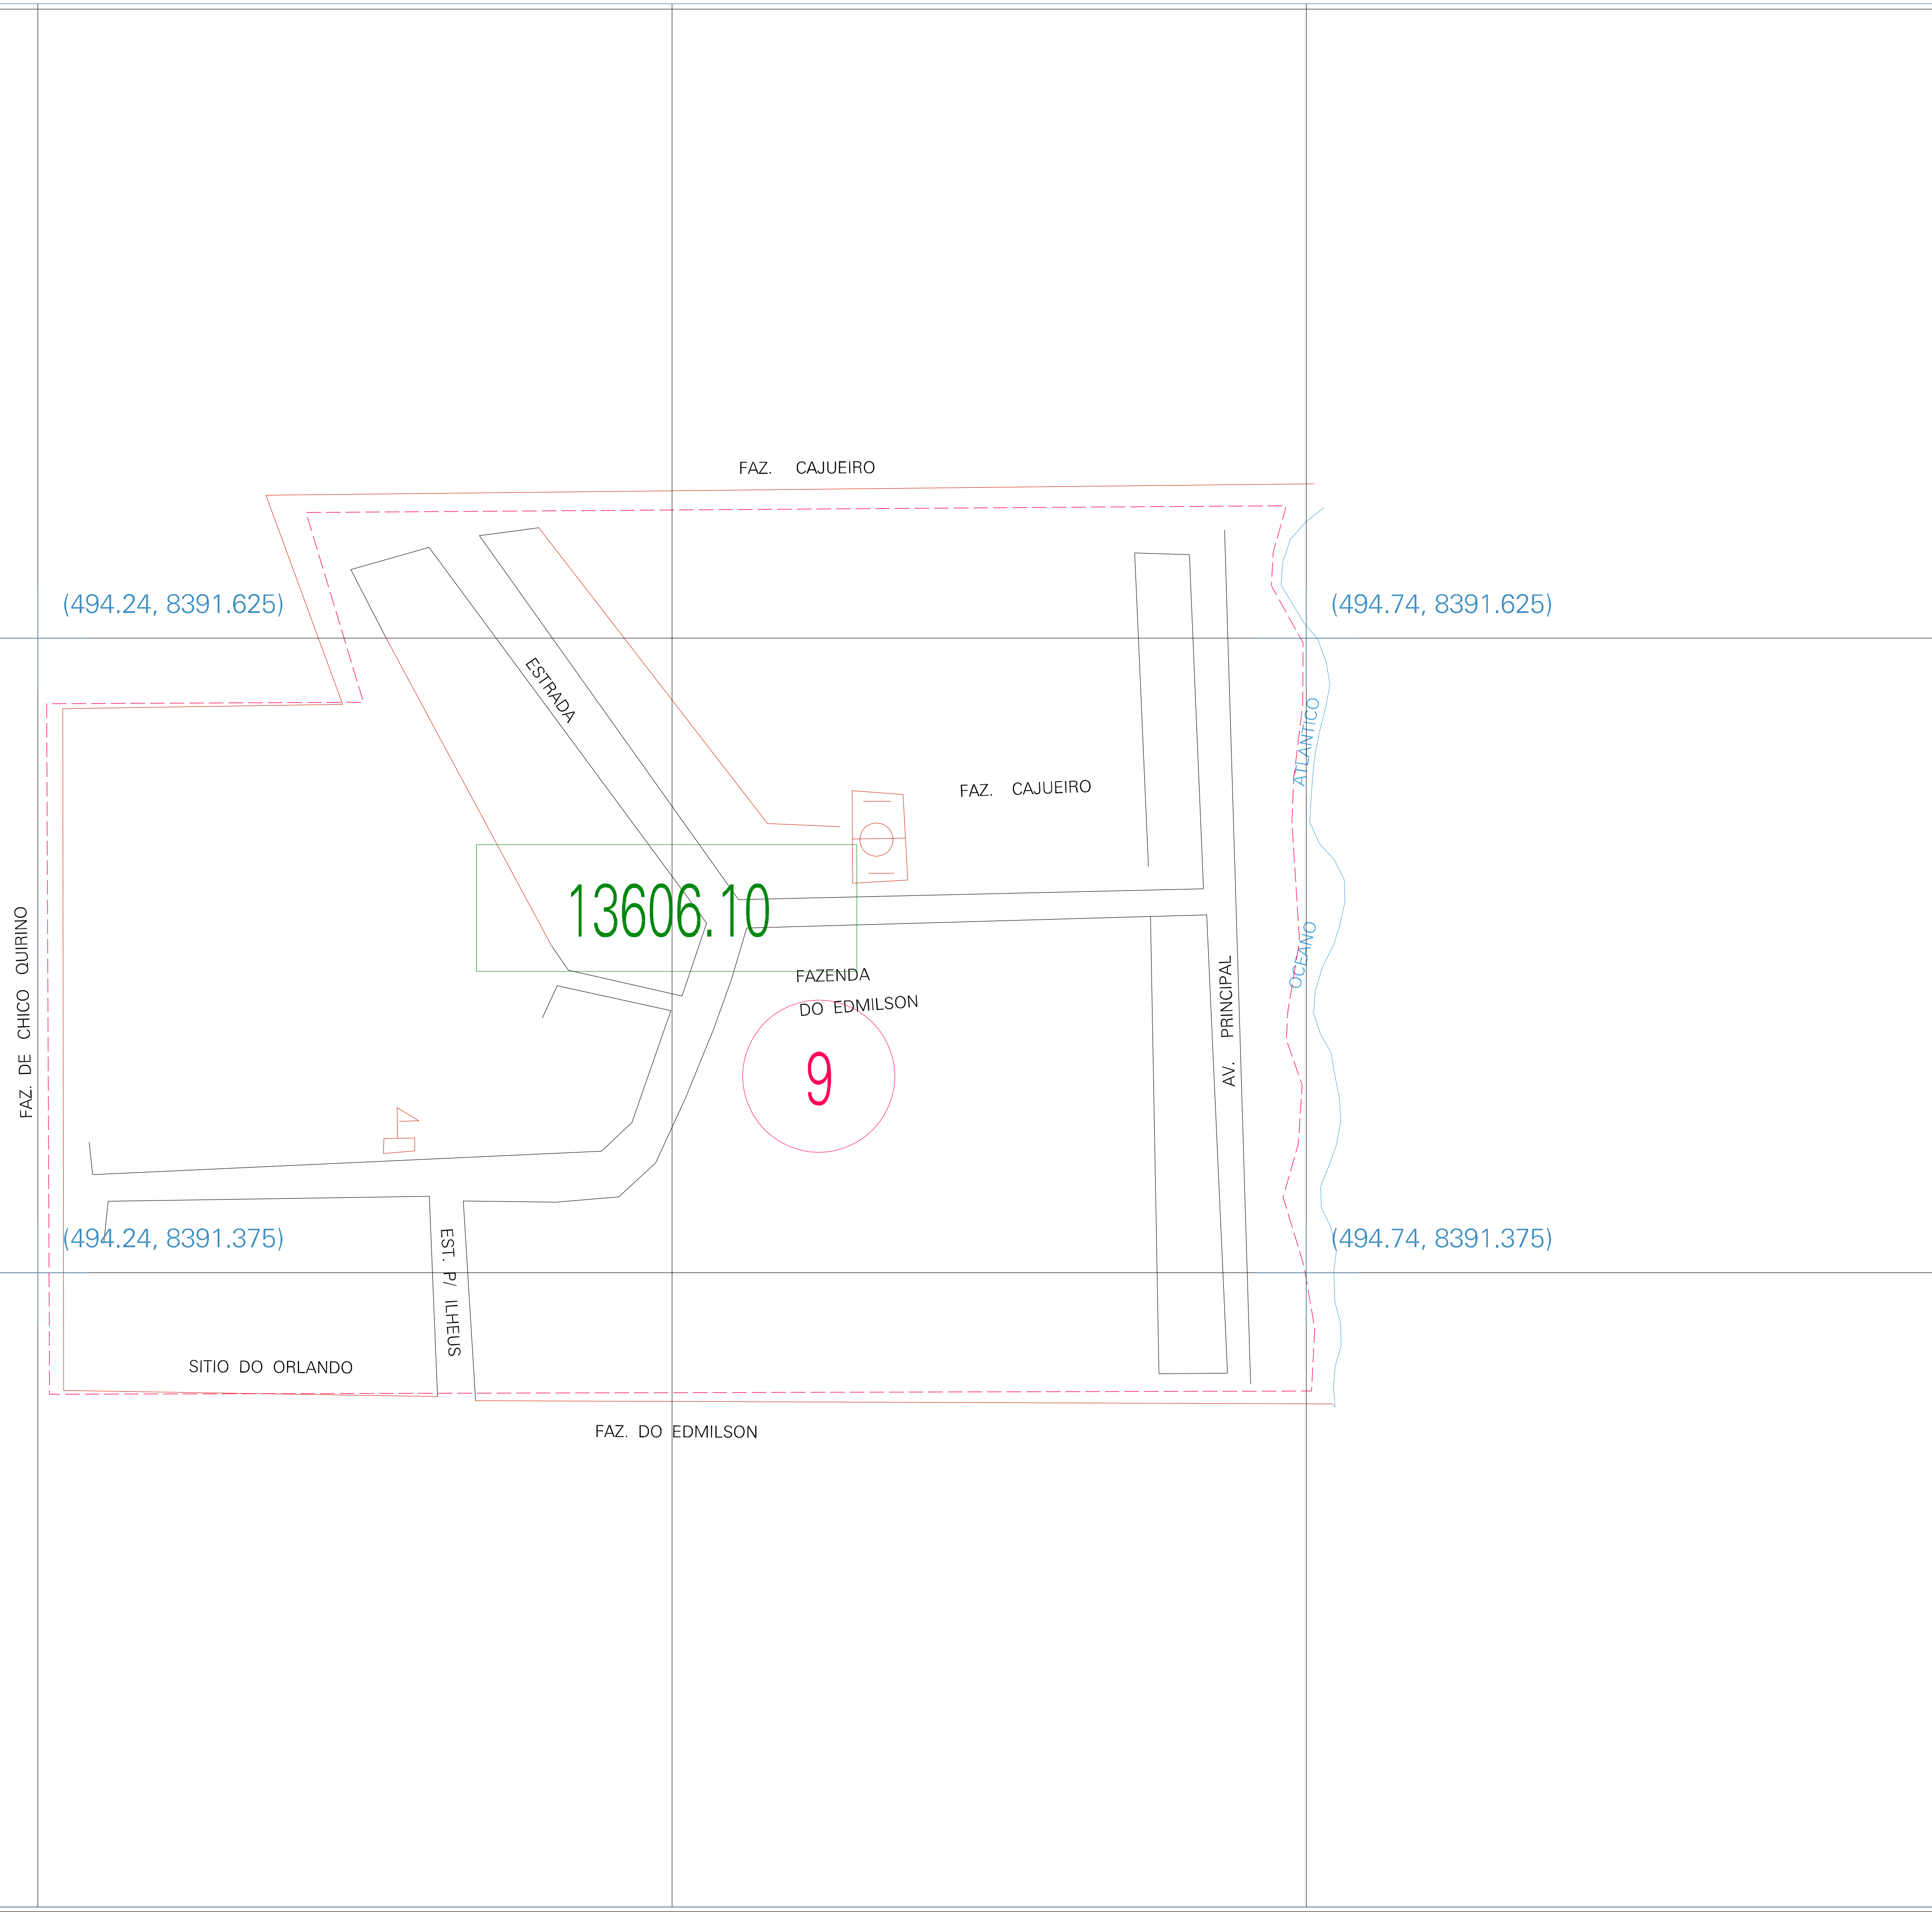 FAZ. CAJUEIRO
(494.24, 8391.625)
(494.74, 8391.625)
ESTRADA
ATLANTICO
FAZ. CAJUEIRO
13606.10
FAZ. DE CHICO QUIRINO
OCEANO
FAZENDA
DO EDMILSON
AV. PRINCIPAL
9
(494.24, 8391.375)
(494.74, 8391.375)
EST. P/ ILHEUS
SITIO DO ORLANDO
FAZ. DO EDMILSON